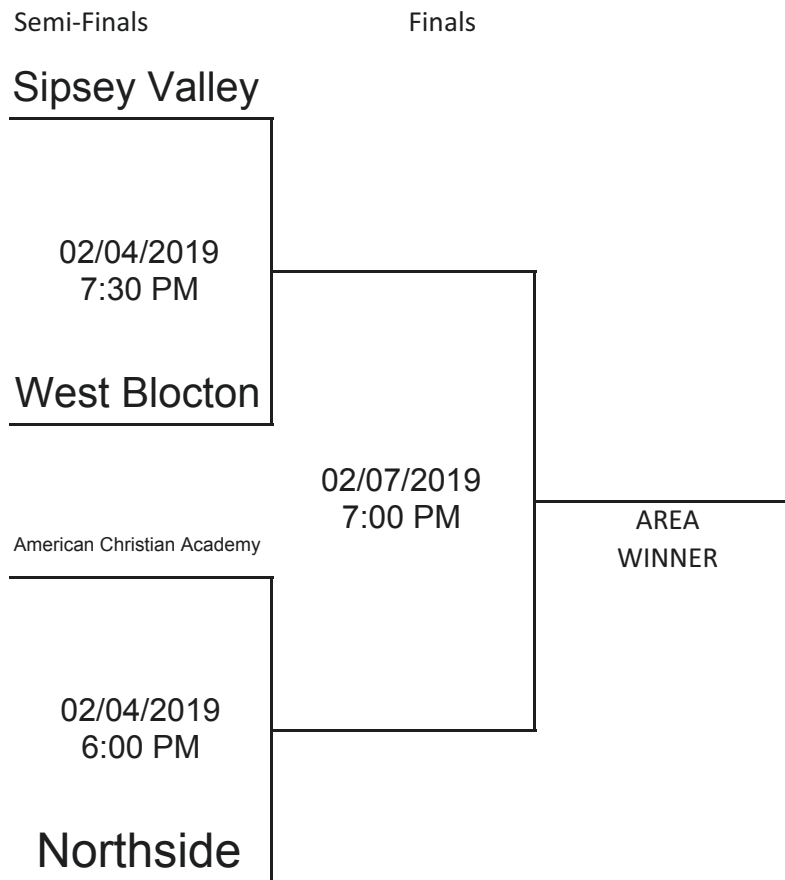 Semi-Finals
Finals
Sipsey Valley
02/04/2019
7:30 PM
West Blocton
02/07/2019
7:00 PM
AREA
WINNER
American Christian Academy
02/04/2019
6:00 PM
Northside